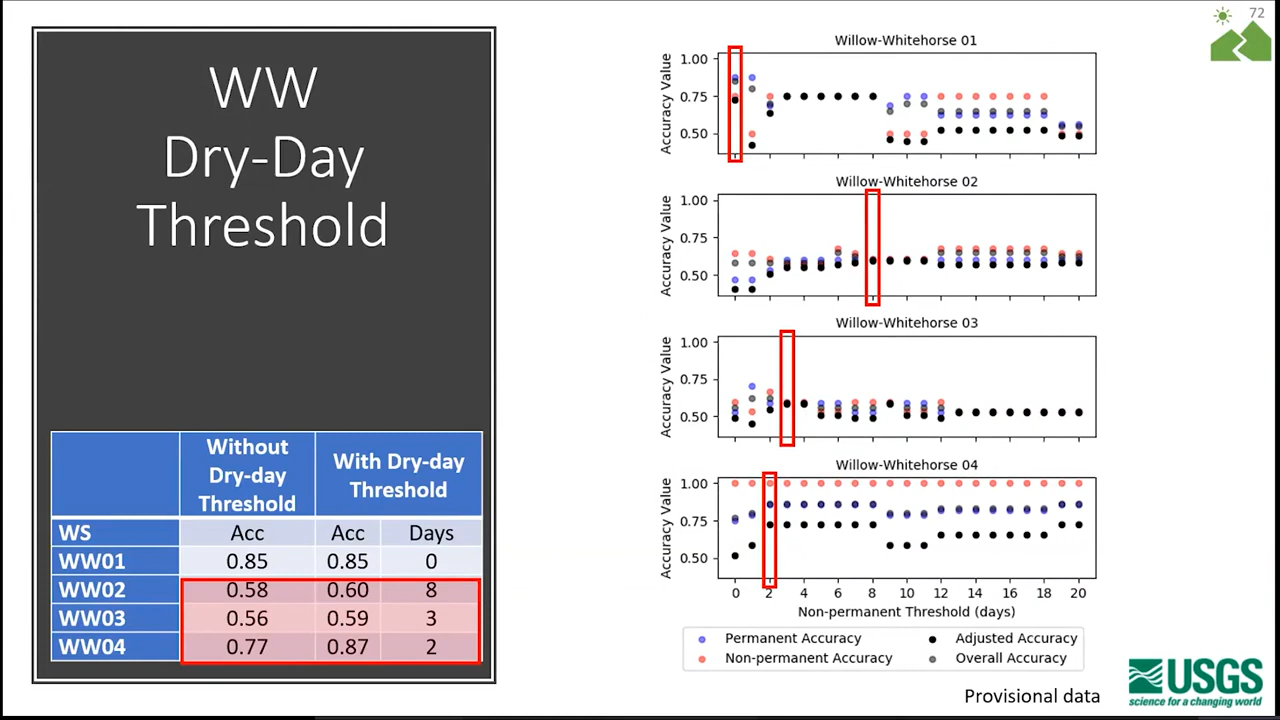 72
WW
Dry-Day
Threshold
Without
Dry-day
Threshold
With Dry-day
Threshold
WS Acc Acc Days
WW01 0.85 0.85 0
WW02 0.58 0.60 8
WW03 0.56 0.59 3
WW04 0.77 0.87 2
Willow-Whitehorse 01
Accuracy Value
1.00
0.75
0.50
Willow-Whitehorse 02
Accuracy Value
1.00
0.75
0.50
Willow-Whitehorse 03
Accuracy Value
1.00
0.75
0.50
Willow-Whitehorse 04
Accuracy Value
1.00
0.75
0.50
0 2 4 6 8 10 12 14 16 18 20
Non-permanent Threshold (days)
Permanent Accuracy Adjusted Accuracy
Non-permanent Accuracy Overall Accuracy
Provisional data
USGS
science for a changing world